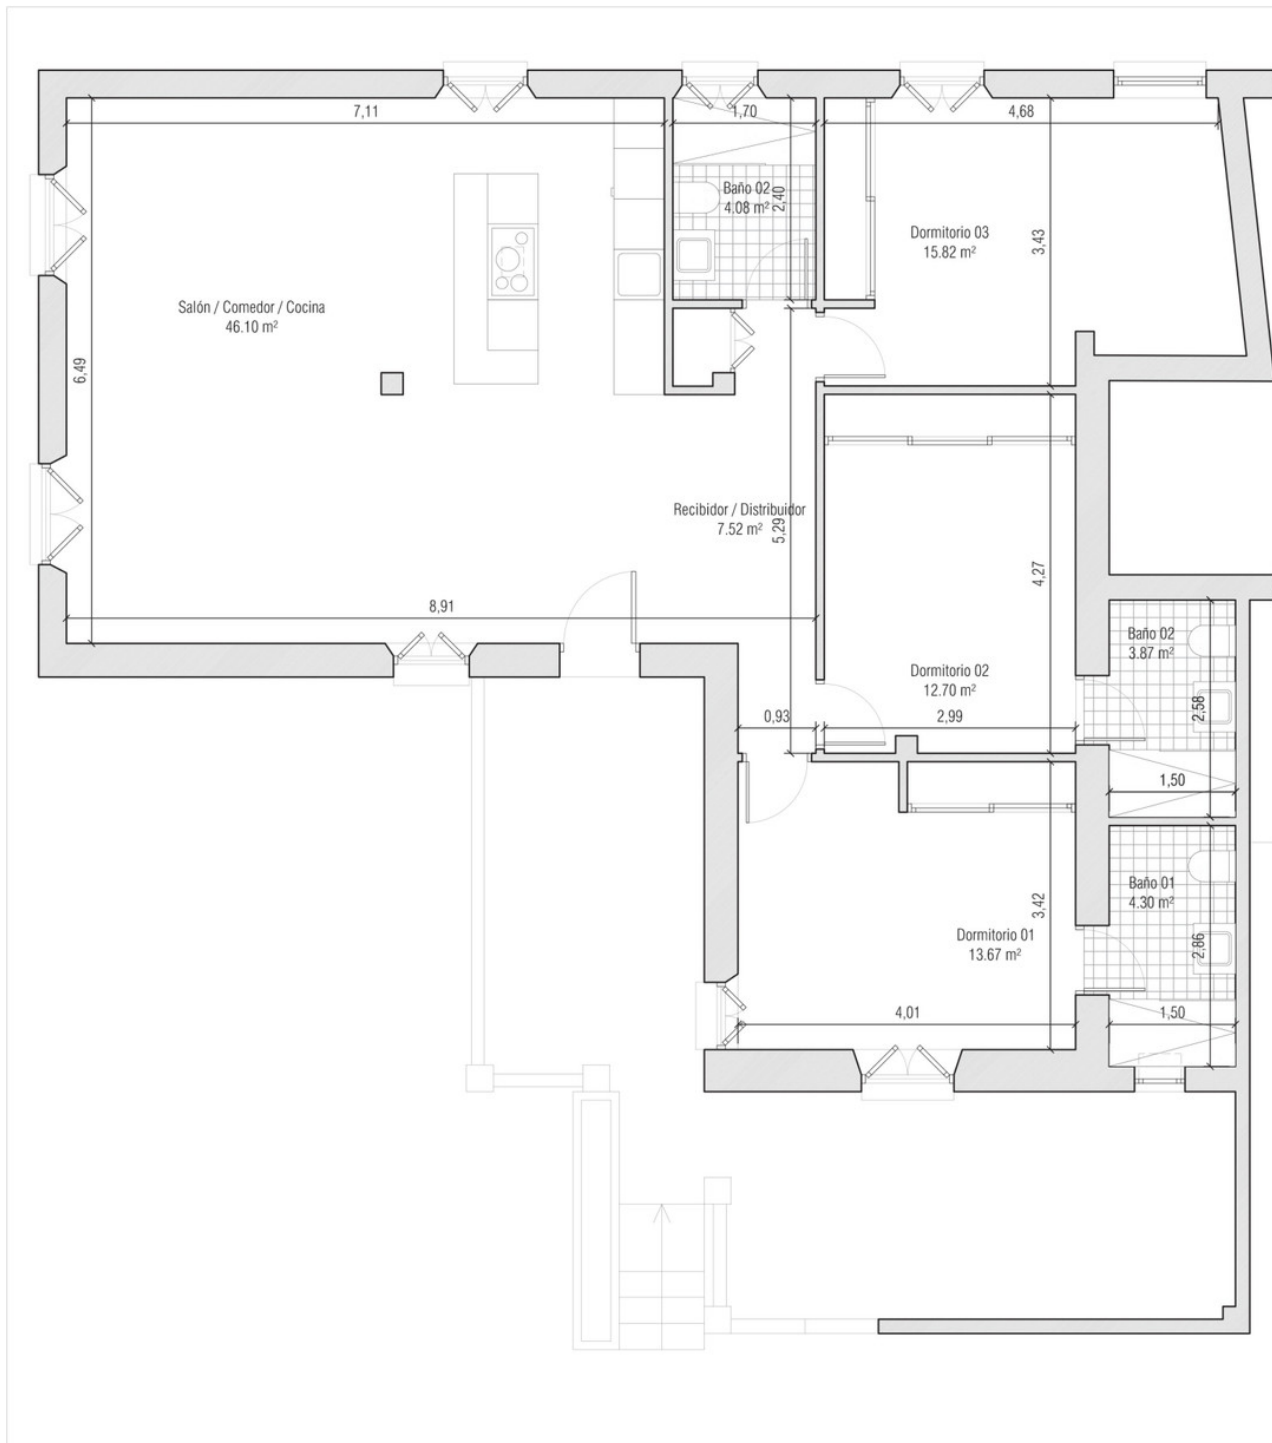 7,11
1,70
4,68
Baño 02
4.08 m²
2,40
Dormitorio 03
15.82 m²
3,43
Salón / Comedor / Cocina
46.10 m²
6,49
Recibidor / Distribuidor
7.52 m²
5,29
4,27
8,91
Baño 02
3.87 m²
Dormitorio 02
12.70 m²
2,58
0,93
2,99
1,50
Baño 01
4.30 m²
3,42
Dormitorio 01
13.67 m²
2,86
4,01
1,50